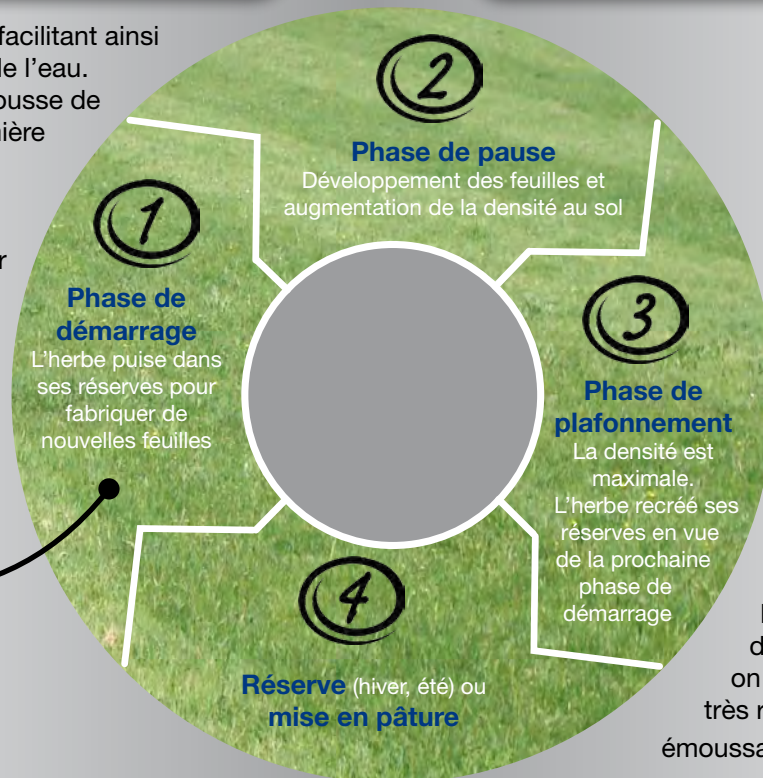 facilitant ainsi
de l’eau.
ousse de
nière
r
1
Phase de
démarrage
L’herbe puise dans
ses réserves pour
fabriquer de
nouvelles feuilles
2
Phase de pause
Développement des feuilles et
augmentation de la densité au sol
3
Phase de
plafonnement
La densité est
maximale.
L’herbe recréé ses
réserves en vue
de la prochaine
phase de
démarrage
4
Réserve (hiver, été) ou
mise en pâture
d
on
très r
émoussa